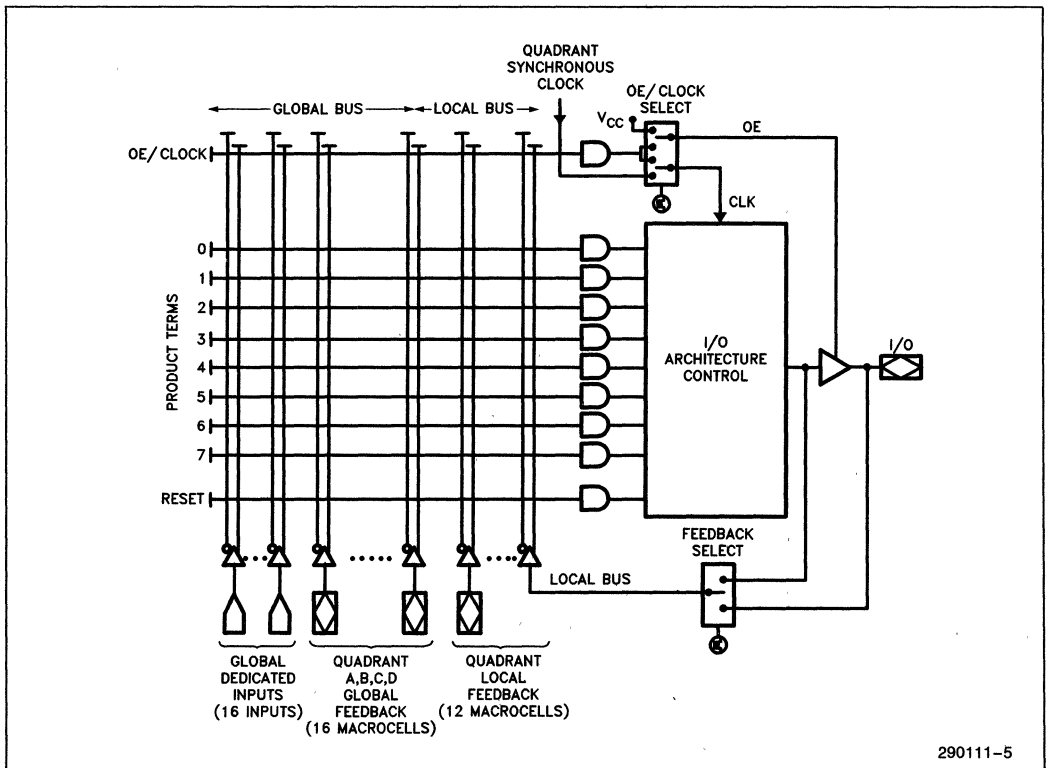 QUADRANT
SYNCHRONOUS
CLOCK
OE/CLOCK
SELECT
GLOBAL BUS
LOCAL BUS
VCC
OE
OE/CLOCK
CLK
PRODUCT TERMS
0
1
2
3
4
5
6
7
RESET
I/O
ARCHITECTURE
CONTROL
I/O
FEEDBACK
SELECT
LOCAL BUS
GLOBAL
DEDICATED
INPUTS
(16 INPUTS)
QUADRANT
A,B,C,D
GLOBAL
FEEDBACK
(16 MACROCELLS)
QUADRANT
LOCAL
FEEDBACK
(12 MACROCELLS)
290111-5